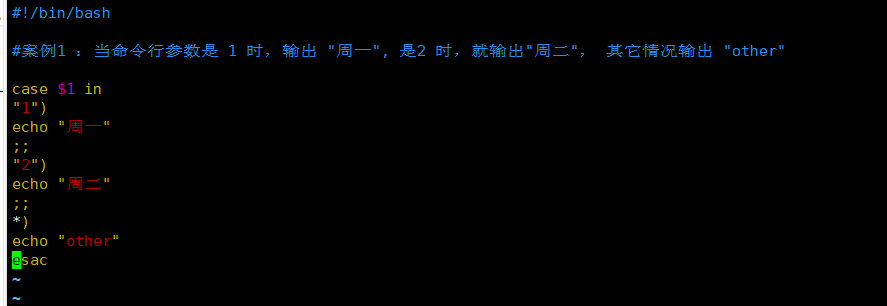 #!/bin/bash
#案例1 ：当命令行参数是 1 时，输出 "周一", 是2 时，就输出"周二"， 其它情况输出 "other"
case $1 in
"1")
echo "周一"
;;
"2")
echo "周二"
;;
*)
echo "other"
esac
~
~